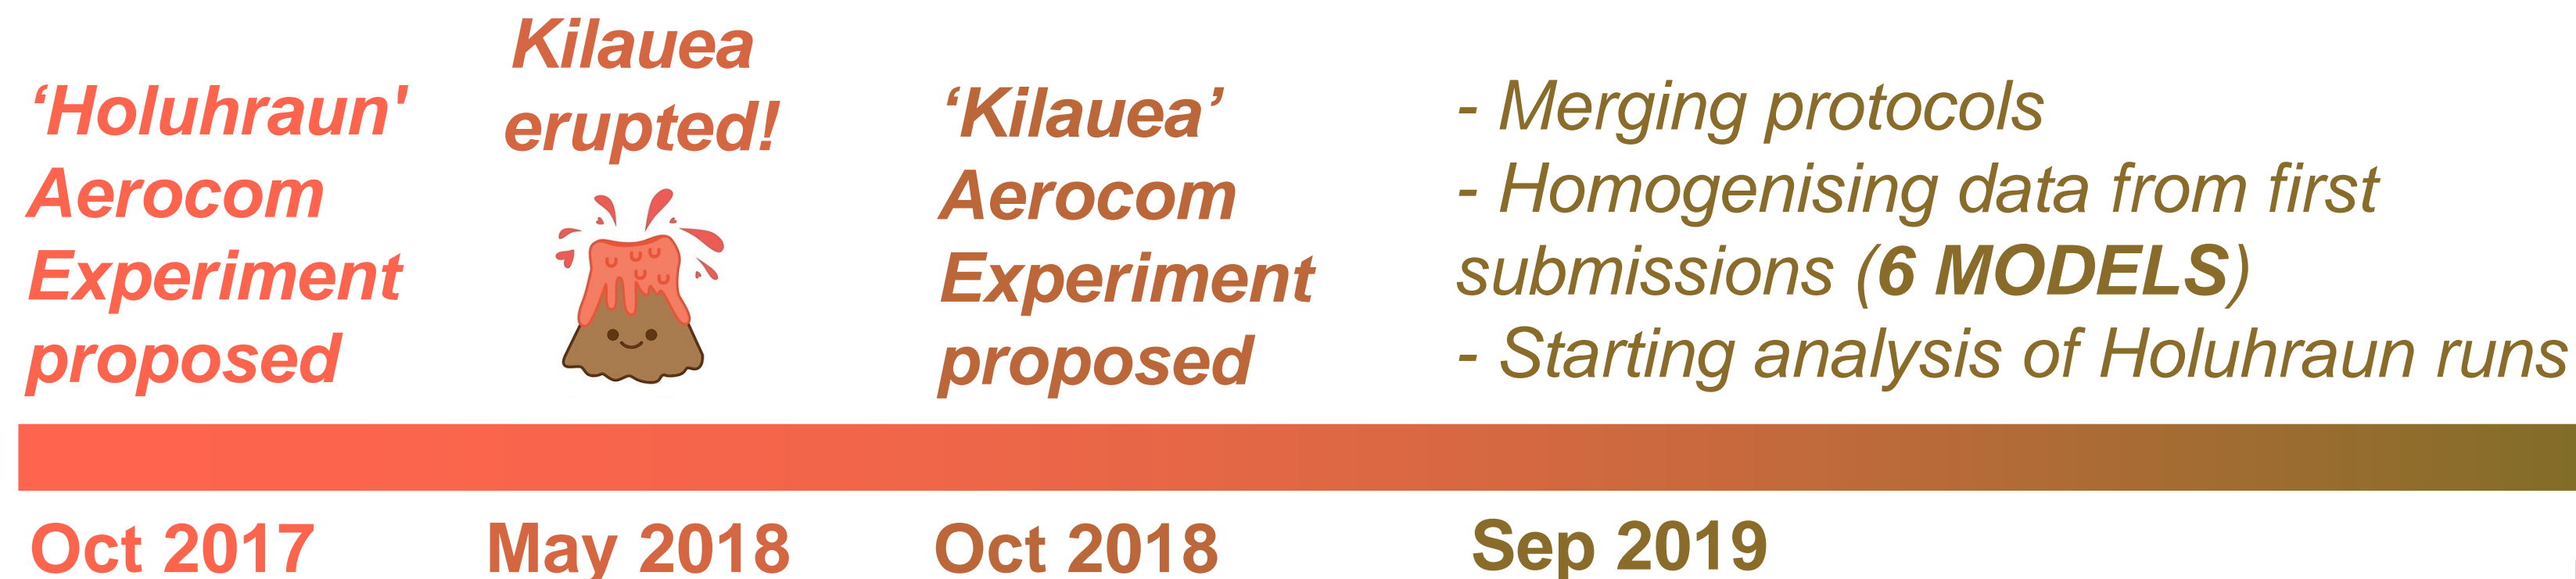 ‘Holuhraun'
Aerocom
Experiment
proposed
Kilauea
erupted!
‘Kilauea’
Aerocom
Experiment
proposed
- Merging protocols
- Homogenising data from first
submissions (6 MODELS)
- Starting analysis of Holuhraun runs
Oct 2017
May 2018
Oct 2018
Sep 2019